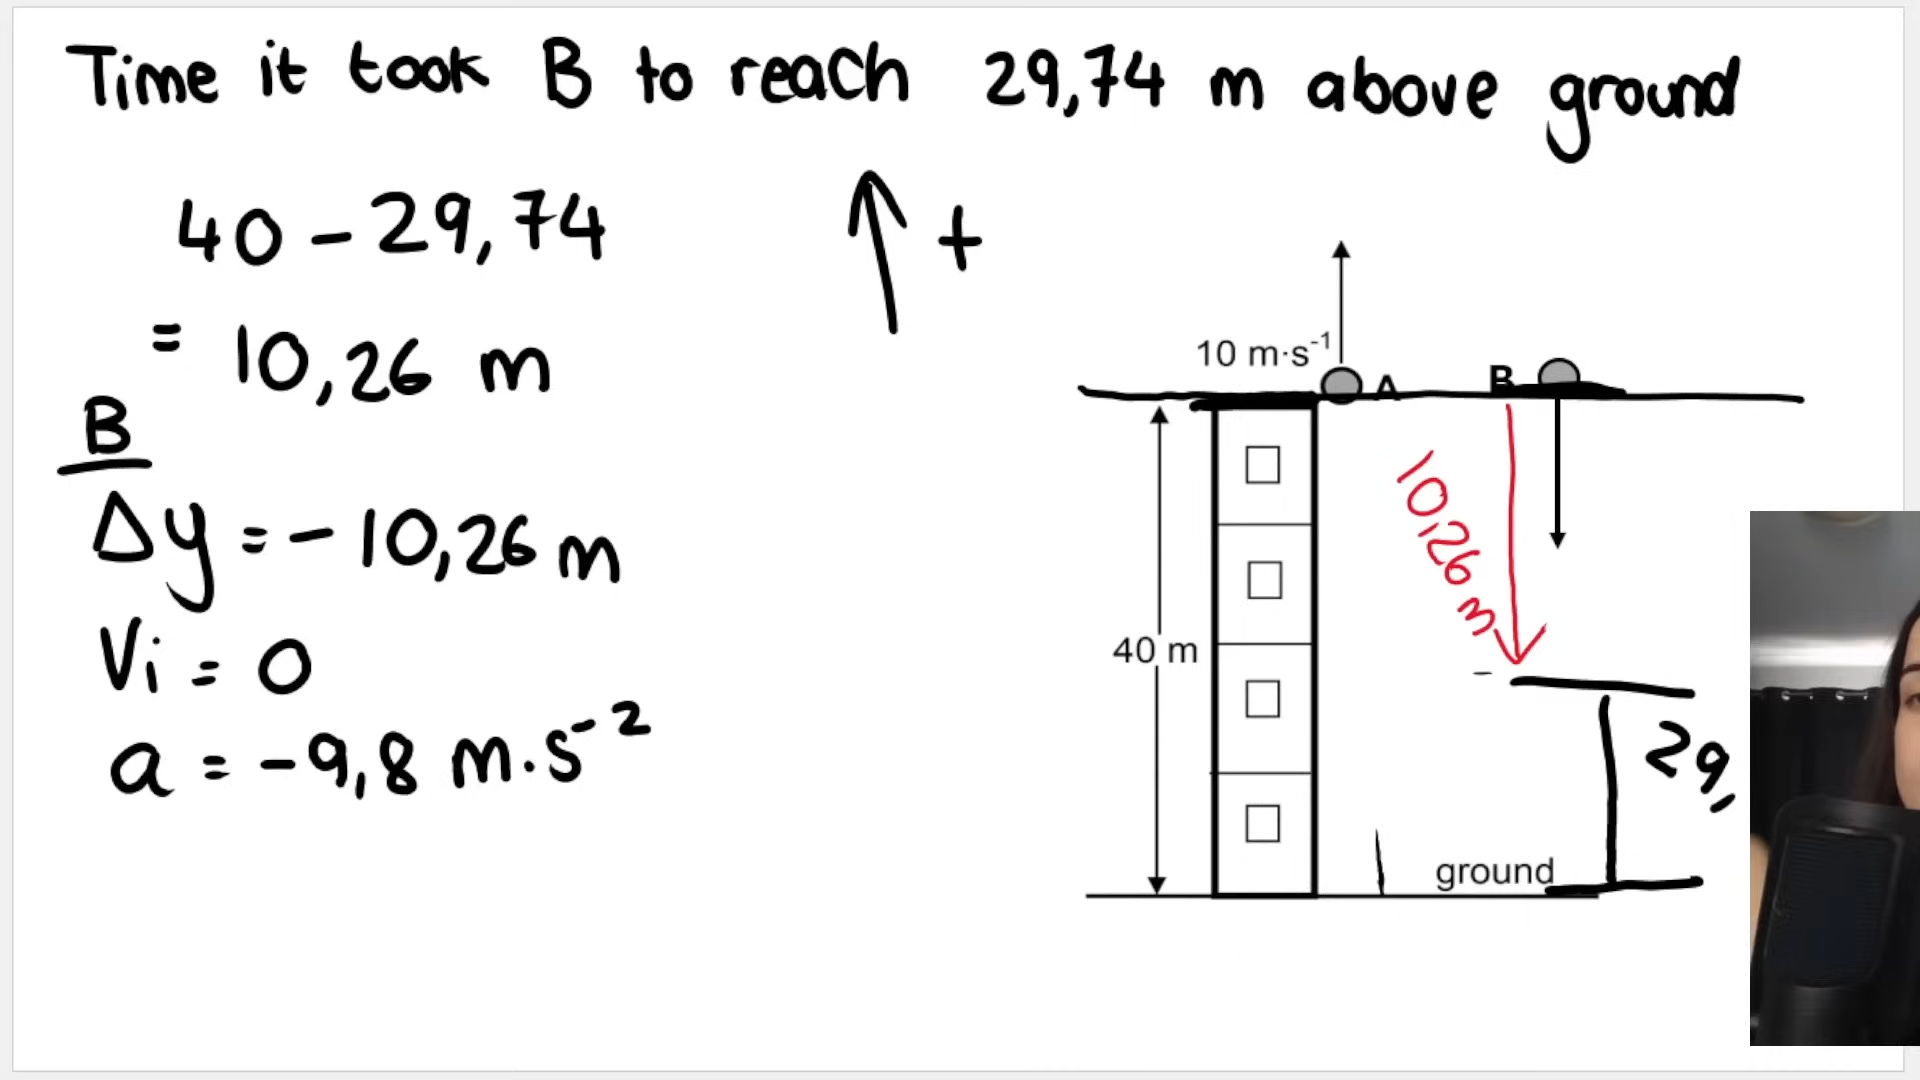 Time it took B to reach 29,74 m above ground
40 - 29,74
= 10,26 m
B
Δy = - 10,26 m
Vi = 0
a = -9,8 m.s⁻²
+
10 m·s⁻¹
A
B
10,26 m
40 m
29,
ground